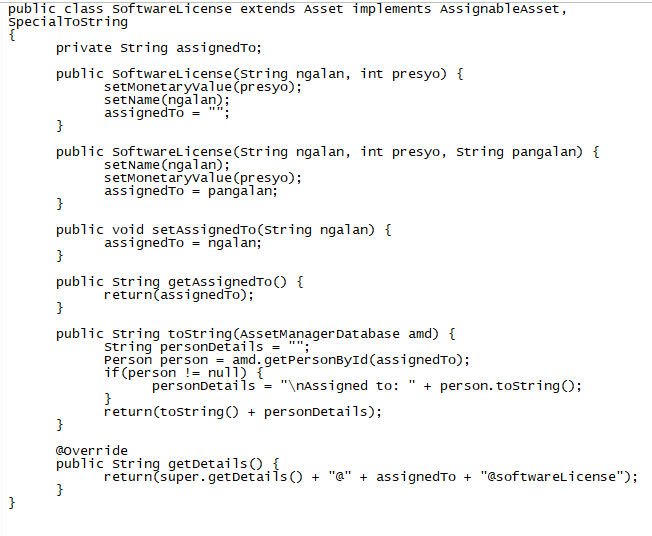 public class SoftwareLicense extends Asset implements AssignableAsset,
SpecialToString
{
private String assignedTo;
public SoftwareLicense(String ngalan, int presyo) {
setMonetaryValue(presyo);
setName(ngalan);
assignedTo = "";
}
public SoftwareLicense(String ngalan, int presyo, String pangalan) {
setName(ngalan);
setMonetaryValue(presyo);
assignedTo = pangalan;
}
public void setAssignedTo(String ngalan) {
assignedTo = ngalan;
}
public String getAssignedTo() {
return(assignedTo);
}
public String toString(AssetManagerDatabase amd) {
String personDetails = "";
Person person = amd.getPersonById(assignedTo);
if(person != null) {
personDetails = "\nAssigned to: " + person.toString();
}
return(toString() + personDetails);
}
@Override
public String getDetails() {
return(super.getDetails() + "@" + assignedTo + "@softwareLicense");
}
}